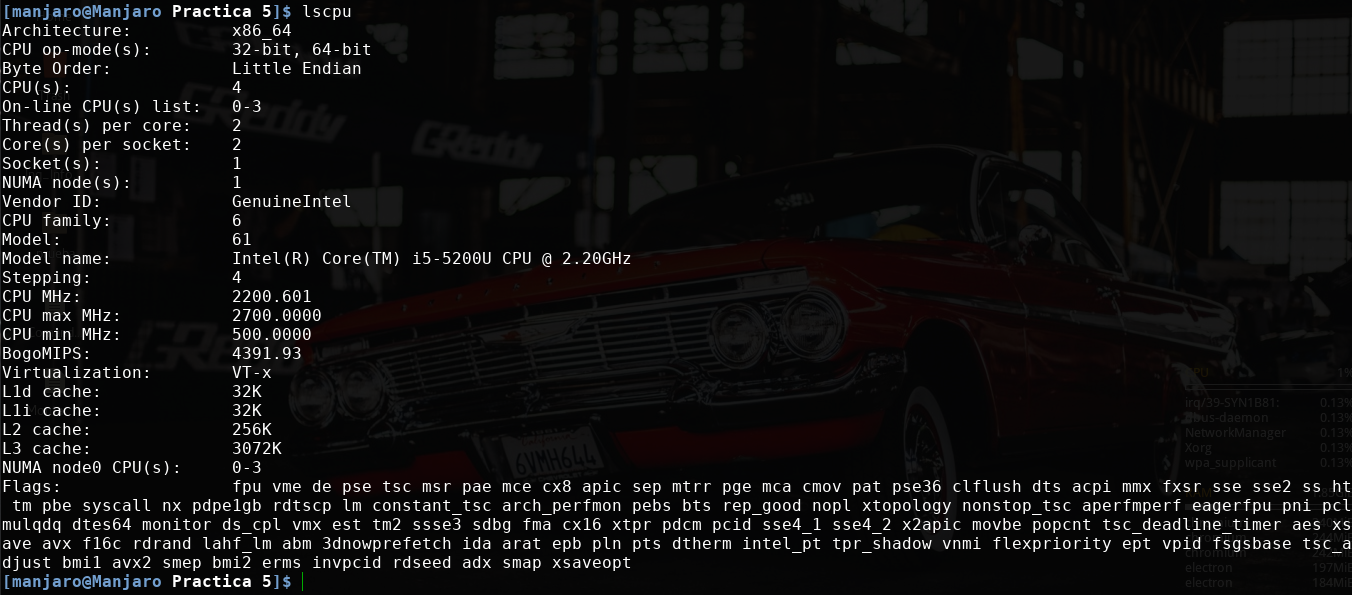 [manjaro@Manjaro Practica 5]$ lscpu
Architecture:          x86_64
CPU op-mode(s):        32-bit, 64-bit
Byte Order:            Little Endian
CPU(s):                4
On-line CPU(s) list:   0-3
Thread(s) per core:    2
Core(s) per socket:    2
Socket(s):             1
NUMA node(s):          1
Vendor ID:             GenuineIntel
CPU family:            6
Model:                 61
Model name:            Intel(R) Core(TM) i5-5200U CPU @ 2.20GHz
Stepping:              4
CPU MHz:               2200.601
CPU max MHz:           2700.0000
CPU min MHz:           500.0000
BogoMIPS:              4391.93
Virtualization:        VT-x
L1d cache:             32K
L1i cache:             32K
L2 cache:              256K
L3 cache:              3072K
NUMA node0 CPU(s):     0-3
Flags:                 fpu vme de pse tsc msr pae mce cx8 apic sep mtrr pge mca cmov pat pse36 clflush dts acpi mmx fxsr sse sse2 ss ht
 tm pbe syscall nx pdpe1gb rdtscp lm constant_tsc arch_perfmon pebs bts rep_good nopl xtopology nonstop_tsc aperfmperf eagerfpu pni pcl
mulqdq dtes64 monitor ds_cpl vmx est tm2 ssse3 sdbg fma cx16 xtpr pdcm pcid sse4_1 sse4_2 x2apic movbe popcnt tsc_deadline_timer aes xs
ave avx f16c rdrand lahf_lm abm 3dnowprefetch ida arat epb pln pts dtherm intel_pt tpr_shadow vnmi flexpriority ept vpid fsgsbase tsc_a
djust bmi1 avx2 smep bmi2 erms invpcid rdseed adx smap xsaveopt
[manjaro@Manjaro Practica 5]$
GReddy
GReddy
GRe
6VMH644
CPU 1%
irq/39-SYN1B81: 0.13%
dbus-daemon 0.13%
NetworkManager 0.13%
Xorg 0.13%
wpa_supplicant 0.13%
electron 197MiB
electron 184MiB